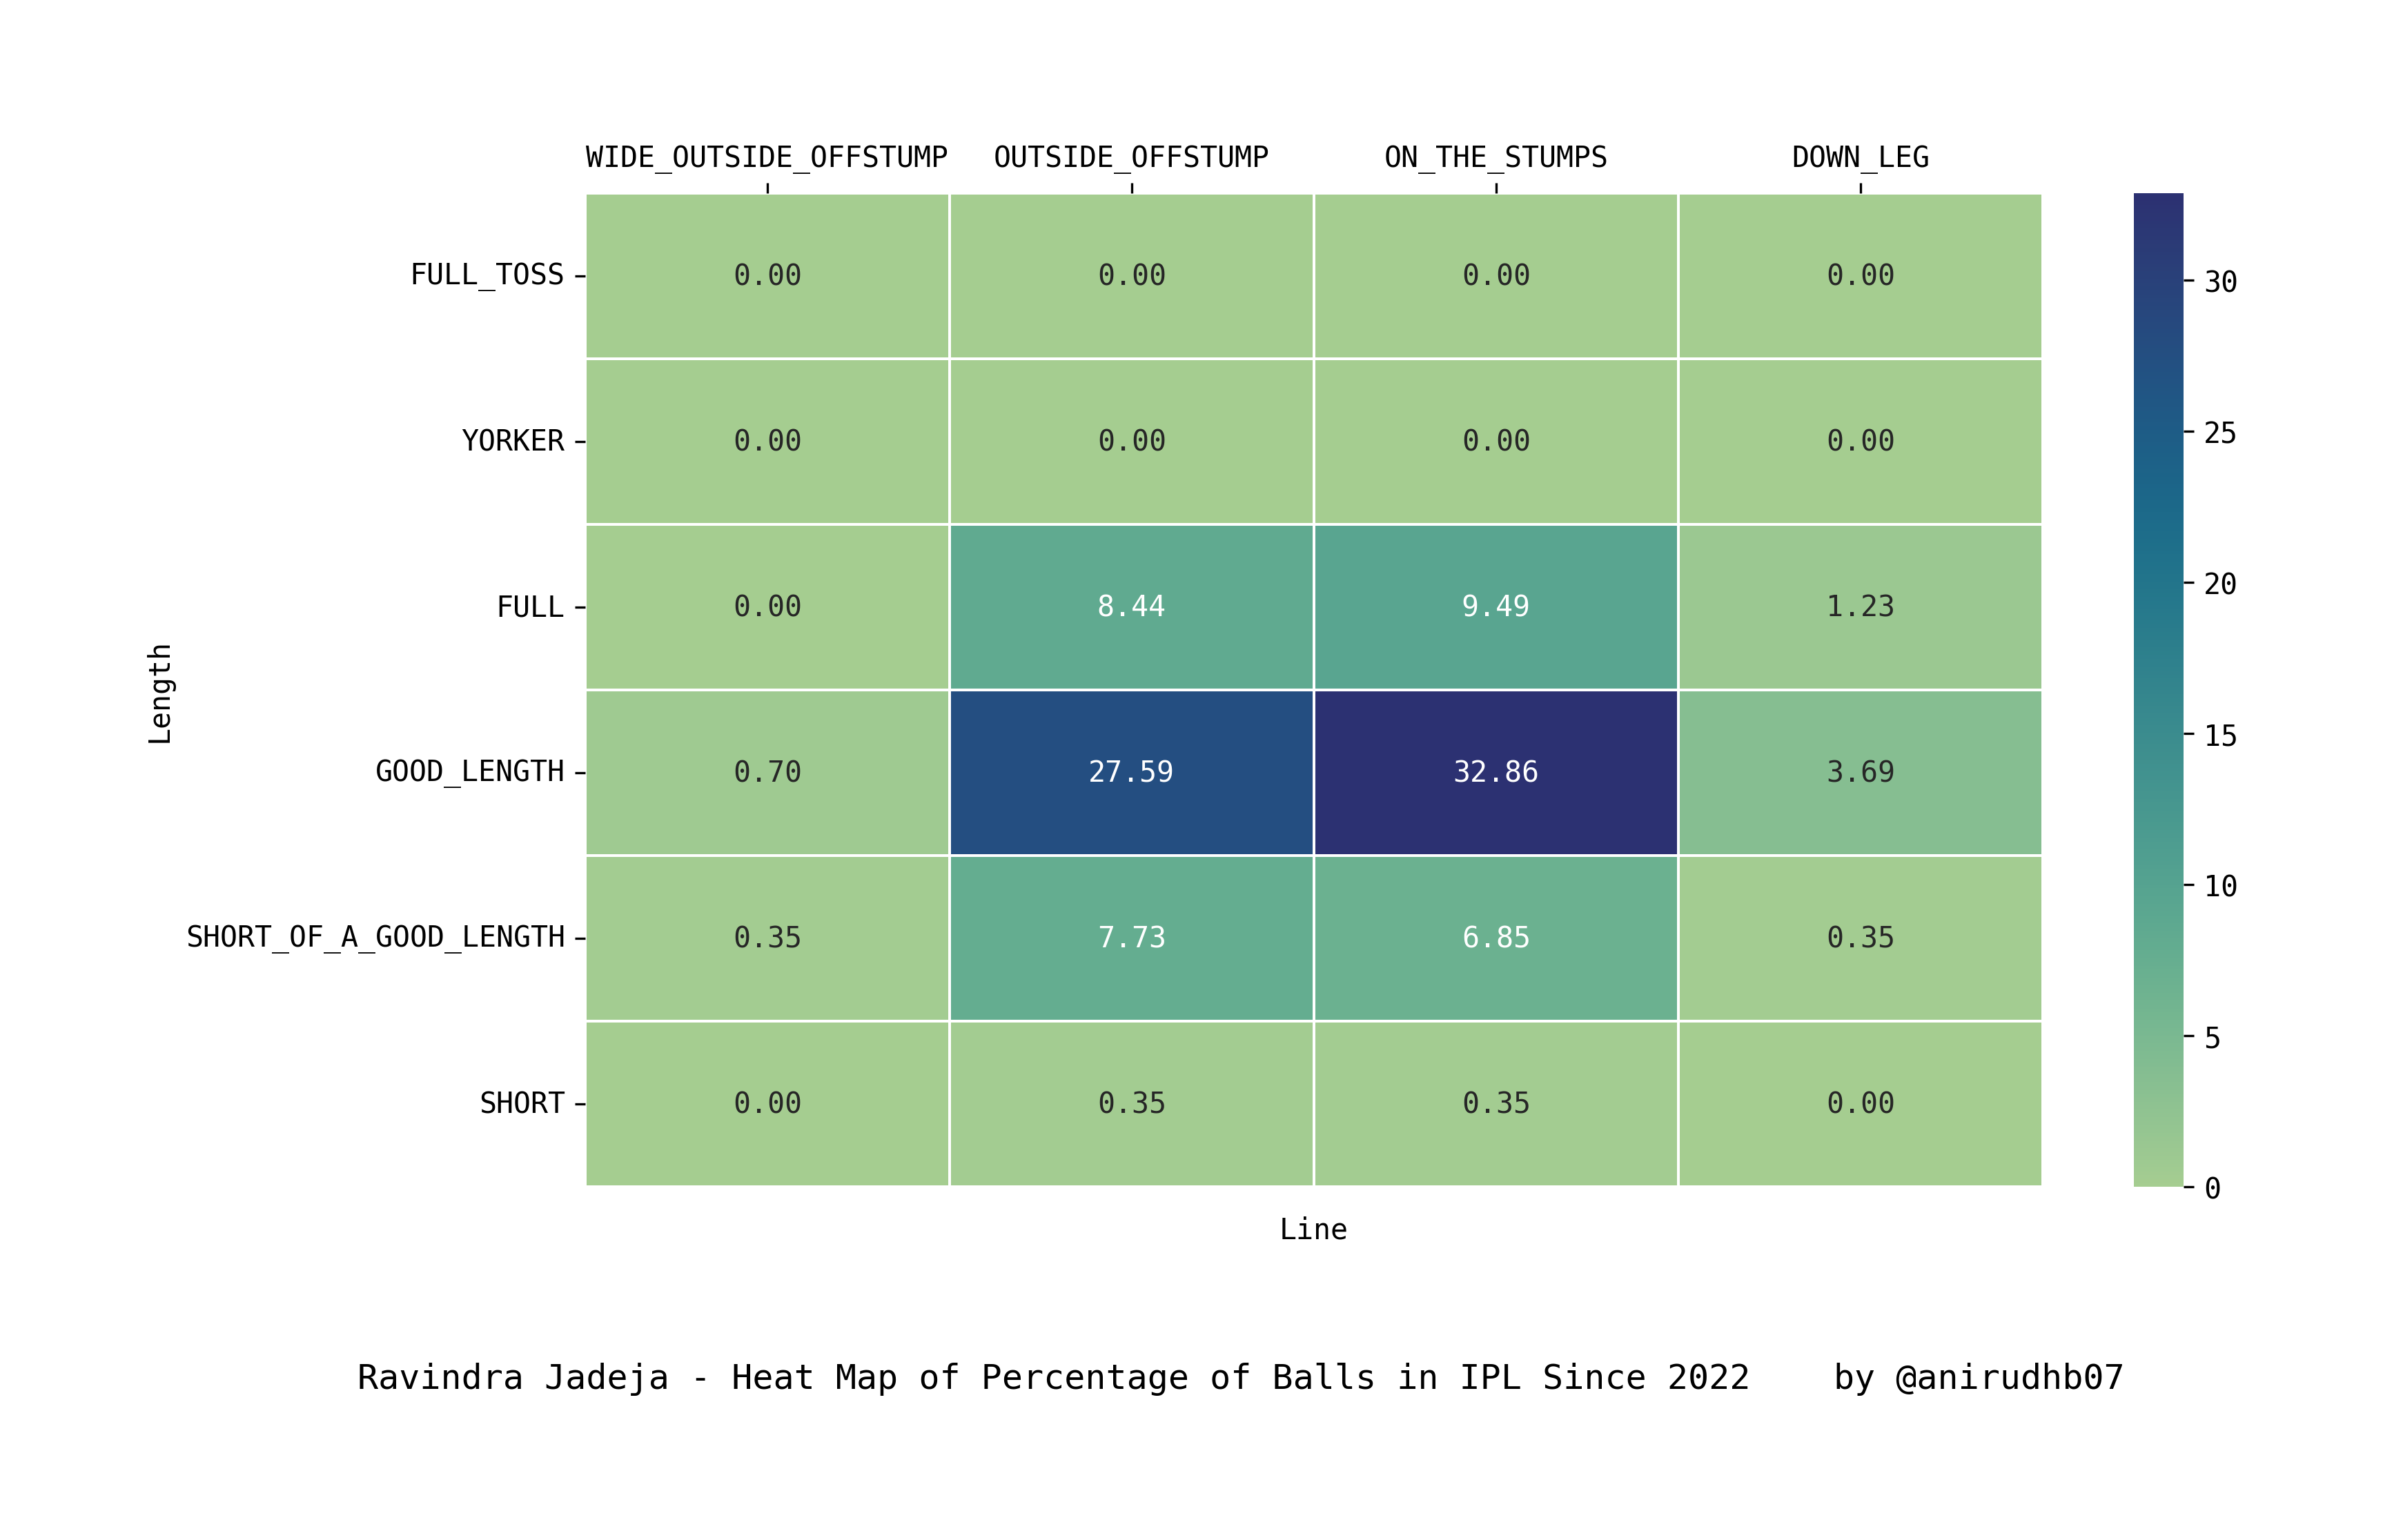 WIDE_OUTSIDE_OFFSTUMP OUTSIDE_OFFSTUMP ON_THE_STUMPS DOWN_LEG
FULL_TOSS 0.00 0.00 0.00 0.00
30
YORKER 0.00 0.00 0.00 0.00
25
20
FULL 0.00 8.44 9.49 1.23
Length
15
GOOD_LENGTH 0.70 27.59 32.86 3.69
10
SHORT_OF_A_GOOD_LENGTH 0.35 7.73 6.85 0.35
5
SHORT 0.00 0.35 0.35 0.00
0
Line
Ravindra Jadeja - Heat Map of Percentage of Balls in IPL Since 2022 by @anirudhb07